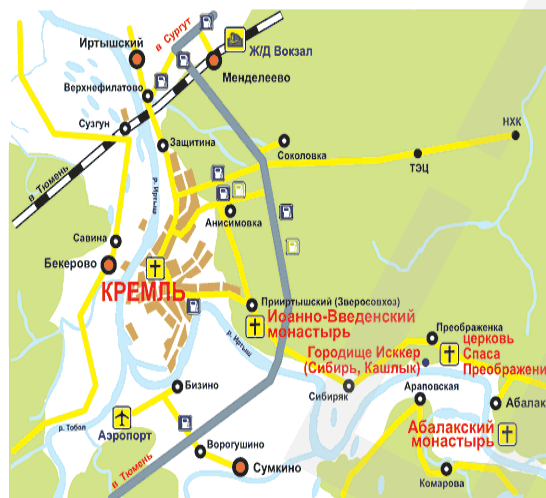 Иртышский
в Сургут
Ж/Д Вокзал
Менделеево
Верхнефилатово
Сузгун
Защитина
НХК
Соколовка
ТЭЦ
в Тюмень
р. Иртыш
Анисимовка
Савина
Бекерово
КРЕМЛЬ
Прииртышский (Зверосовхоз)
Иоанно-Введенский
монастырь
р. Иртыш
Преображенка
церковь
Спаса
Преображени
Городище Исккер
(Сибирь, Кашлык)
Сибиряк
Бизино
Араповская
Абалак
р. Тобол
Аэропорт
Абалакский
монастырь
Ворогушино
Сумкино
Комарова
в Тюмень